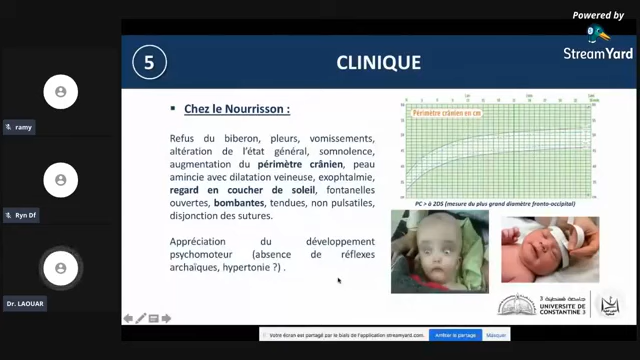 Powered by
StreamYard
5
CLINIQUE
▪ Chez le Nourrisson :
Refus du biberon, pleurs, vomissements,
altération de l'état général, somnolence,
augmentation du périmètre crânien, peau
amincie avec dilatation veineuse, exophtalmie,
regard en coucher de soleil, fontanelles
ouvertes, bombantes, tendues, non pulsatiles,
disjonction des sutures.
Appréciation du développement
psychomoteur (absence de réflexes
archaïques, hypertonie ?) .
Périmètre crânien en cm
PC > à 2DS (mesure du plus grand diamètre fronto-occipital)
ramy
Ryn Df
Dr. LAOUAR
جامعة قسنطينة 3
UNIVERSITE DE
CONSTANTINE 3
Votre écran est partagé par le biais de l'application streamyard.com.
Arrêter le partage
Masquer